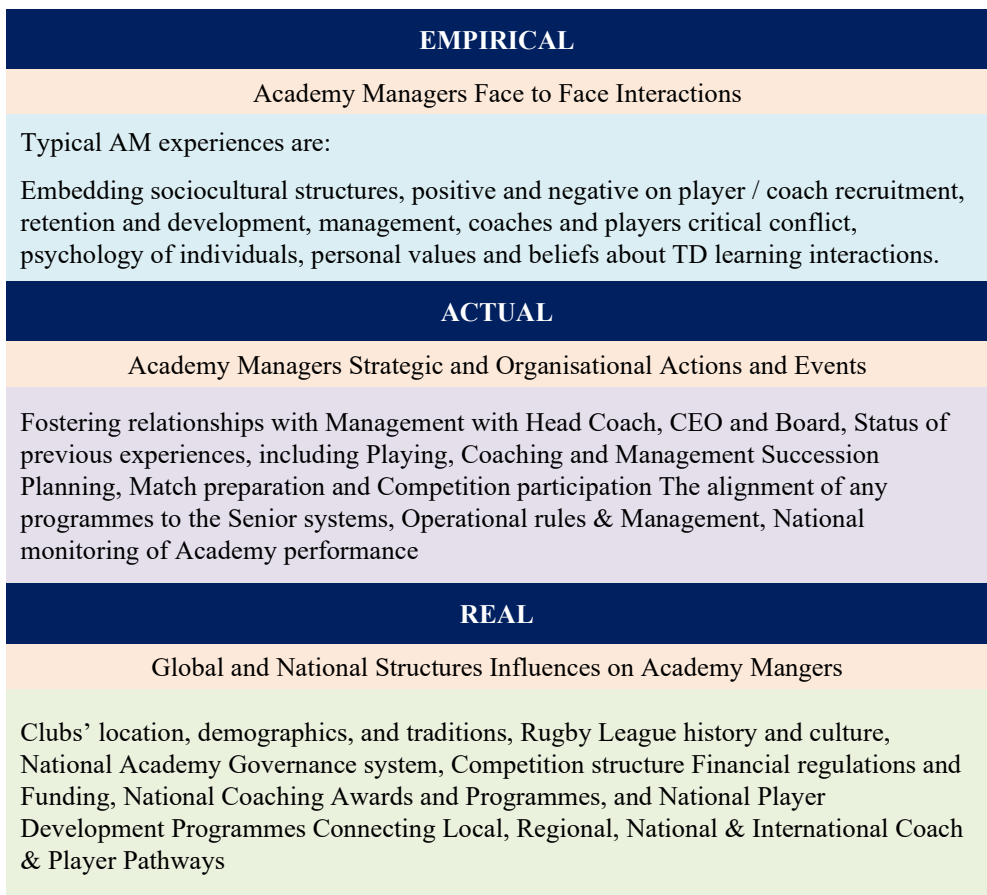 EMPIRICAL
Academy Managers Face to Face Interactions
Typical AM experiences are:
Embedding sociocultural structures, positive and negative on player / coach recruitment,
retention and development, management, coaches and players critical conflict,
psychology of individuals, personal values and beliefs about TD learning interactions.
ACTUAL
Academy Managers Strategic and Organisational Actions and Events
Fostering relationships with Management with Head Coach, CEO and Board, Status of
previous experiences, including Playing, Coaching and Management Succession
Planning, Match preparation and Competition participation The alignment of any
programmes to the Senior systems, Operational rules & Management, National
monitoring of Academy performance
REAL
Global and National Structures Influences on Academy Mangers
Clubs’ location, demographics, and traditions, Rugby League history and culture,
National Academy Governance system, Competition structure Financial regulations and
Funding, National Coaching Awards and Programmes, and National Player
Development Programmes Connecting Local, Regional, National & International Coach
& Player Pathways